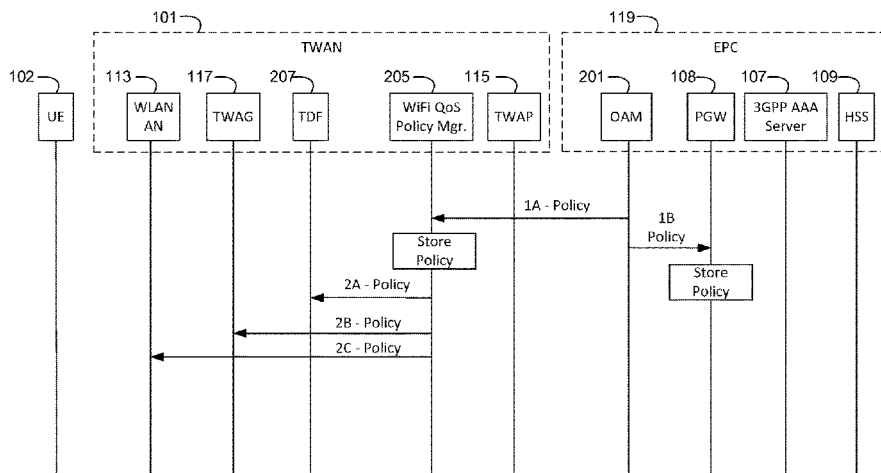 101
119
TWAN
EPC
102
113
117
207
205
115
201
108
107
109
UE
WLAN
AN
TWAG
TDF
WiFi QoS
Policy Mgr.
TWAP
OAM
PGW
3GPP AAA
Server
HSS
1A - Policy
1B
Policy
Store
Policy
Store
Policy
2A - Policy
2B - Policy
2C - Policy